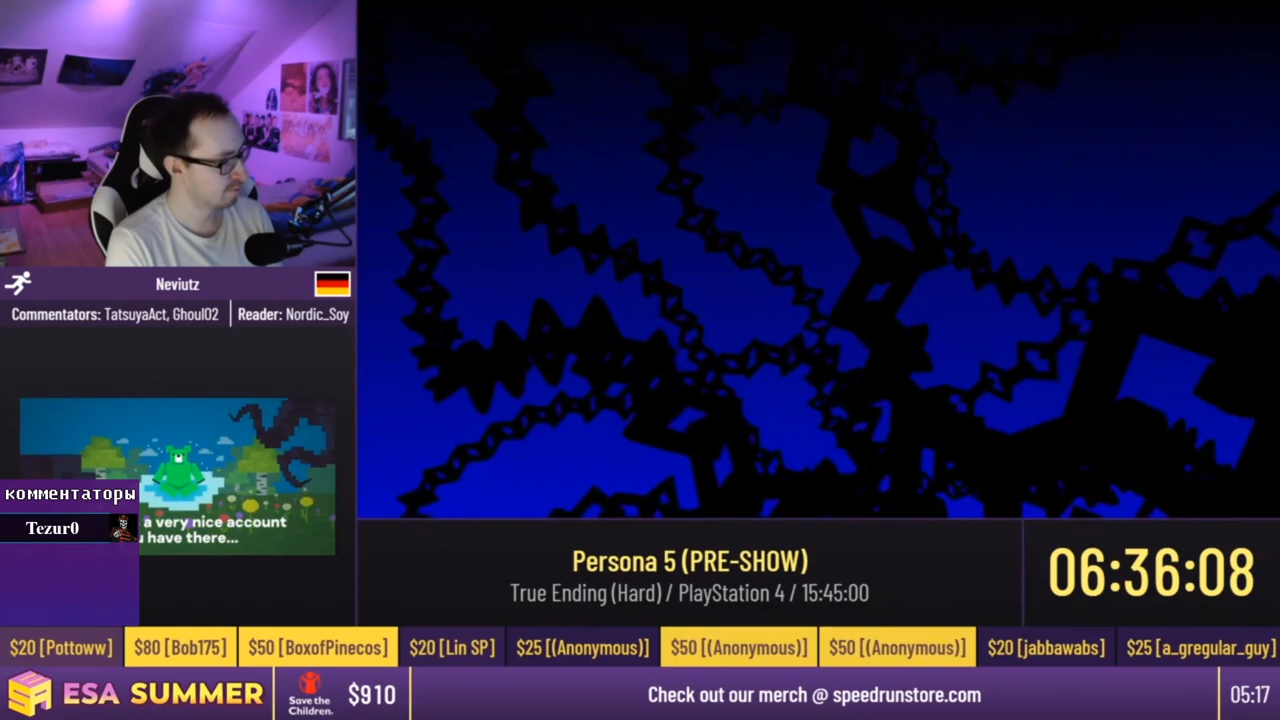 Neviutz
Commentators: TatsuyaAct, Ghoul02
Reader: Nordic_Soy
a very nice account
have there...
комментаторы
Tezur0
Persona 5 (PRE-SHOW)
True Ending (Hard) / PlayStation 4 / 15:45:00
06:36:08
$20 [Pottoww]
$80 [Bob175]
$50 [BoxofPinecos]
$20 [Lin SP]
$25 [(Anonymous)]
$50 [(Anonymous)]
$50 [(Anonymous)]
$20 [jabbawabs]
$25 [a_gregular_guy]
ESA SUMMER
Save the
Children.
$910
Check out our merch @ speedrunstore.com
05:17